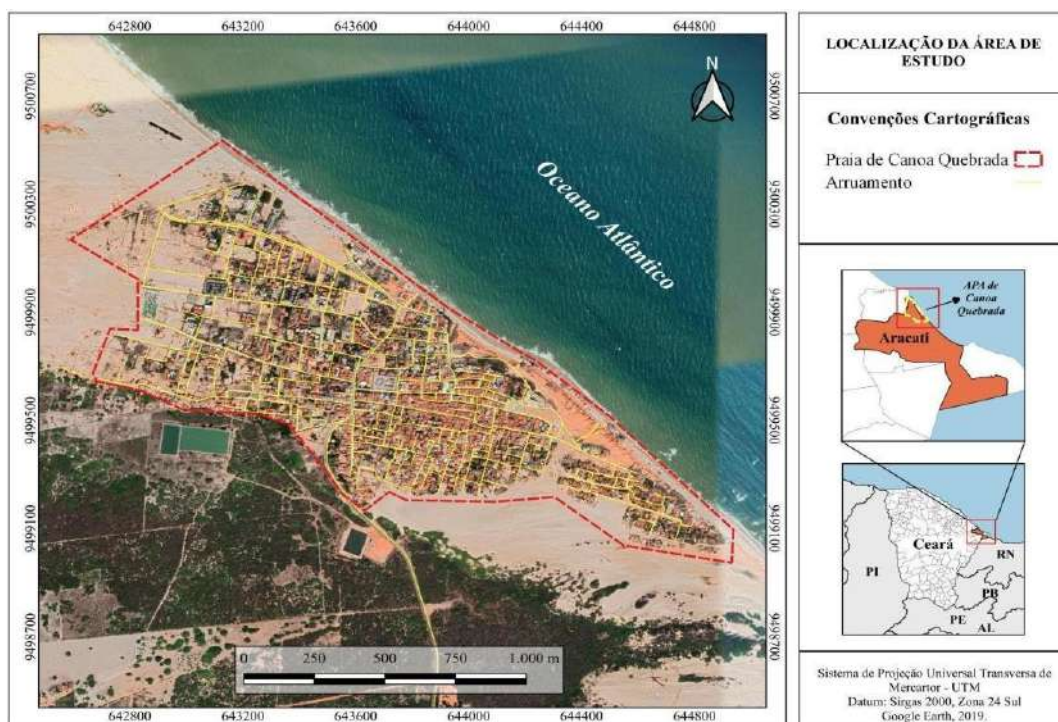 642800 643200 643600 644000 644400 644800
9500700
9500300
9499900
9499500
9499100
9498700
N
Oceano Atlântico
9500700
9500300
9499900
9499500
9499100
9498700
0 250 500 750 1.000 m
642800 643200 643600 644000 644400 644800
LOCALIZAÇÃO DA ÁREA DE
ESTUDO
Convenções Cartográficas
Praia de Canoa Quebrada
Arruamento
APA de
Canoa
Quebrada
Aracati
Ceará
RN
PI
PB
PE
AL
Sistema de Projeção Universal Transversa de
Mercartor - UTM
Datum: Sirgas 2000, Zona 24 Sul
Google Earth, 2019.